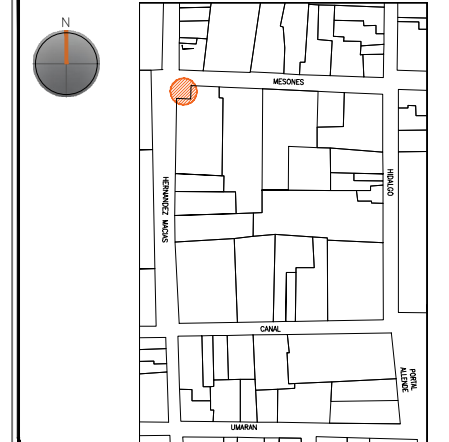 N
MESONES
HERNANDEZ MACIAS
HIDALGO
CANAL
PORTAL
ALLENDE
UMARAN